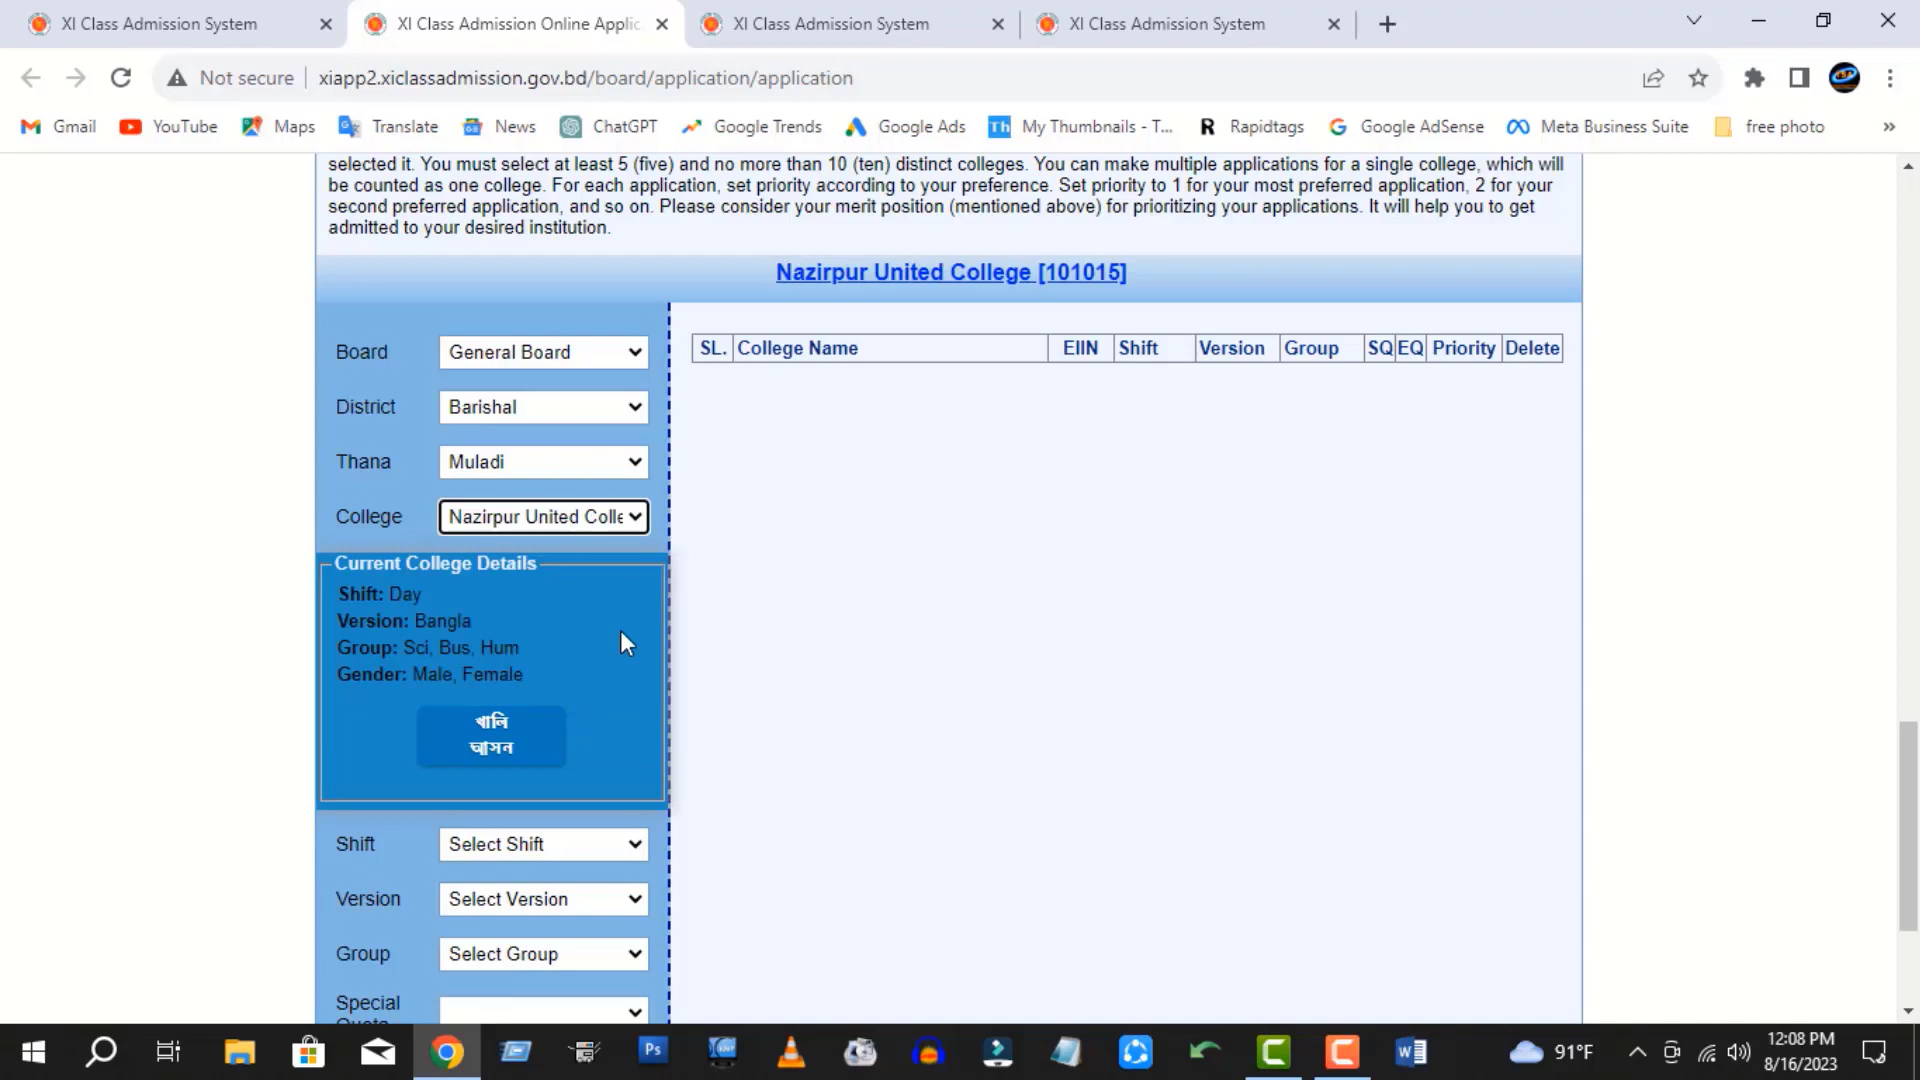 XI Class Admission System
XI Class Admission Online Applic
XI Class Admission System
XI Class Admission System
Not secure
xiapp2.xiclassadmission.gov.bd/board/application/application
Gmail
YouTube
Maps
Translate
News
ChatGPT
Google Trends
Google Ads
Th My Thumbnails - T...
R Rapidtags
Google AdSense
Meta Business Suite
free photo
»
selected it. You must select at least 5 (five) and no more than 10 (ten) distinct colleges. You can make multiple applications for a single college, which will
be counted as one college. For each application, set priority according to your preference. Set priority to 1 for your most preferred application, 2 for your
second preferred application, and so on. Please consider your merit position (mentioned above) for prioritizing your applications. It will help you to get
admitted to your desired institution.
Nazirpur United College [101015]
Board General Board
District Barishal
Thana Muladi
College Nazirpur United Colle
Current College Details
Shift: Day
Version: Bangla
Group: Sci, Bus, Hum
Gender: Male, Female
খালি
আসন
Shift Select Shift
Version Select Version
Group Select Group
Special
Quota
SL. College Name EIIN Shift Version Group SQ EQ Priority Delete
Ps
91°F
12:08 PM
8/16/2023